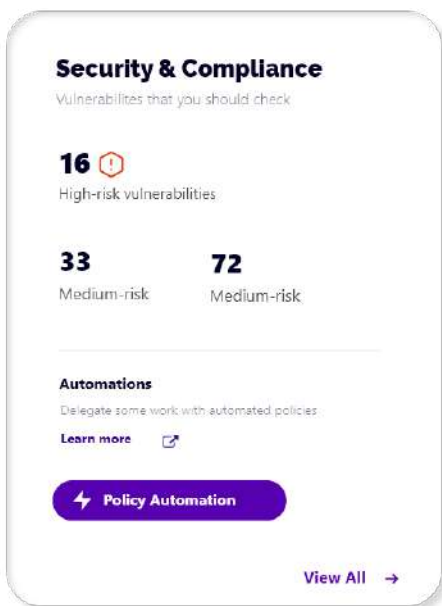 Security & Compliance
Vulnerabilites that you should check
16
High-risk vulnerabilities
33 72
Medium-risk Medium-risk
Automations
Delegate some work with automated policies
Learn more
Policy Automation
View All →